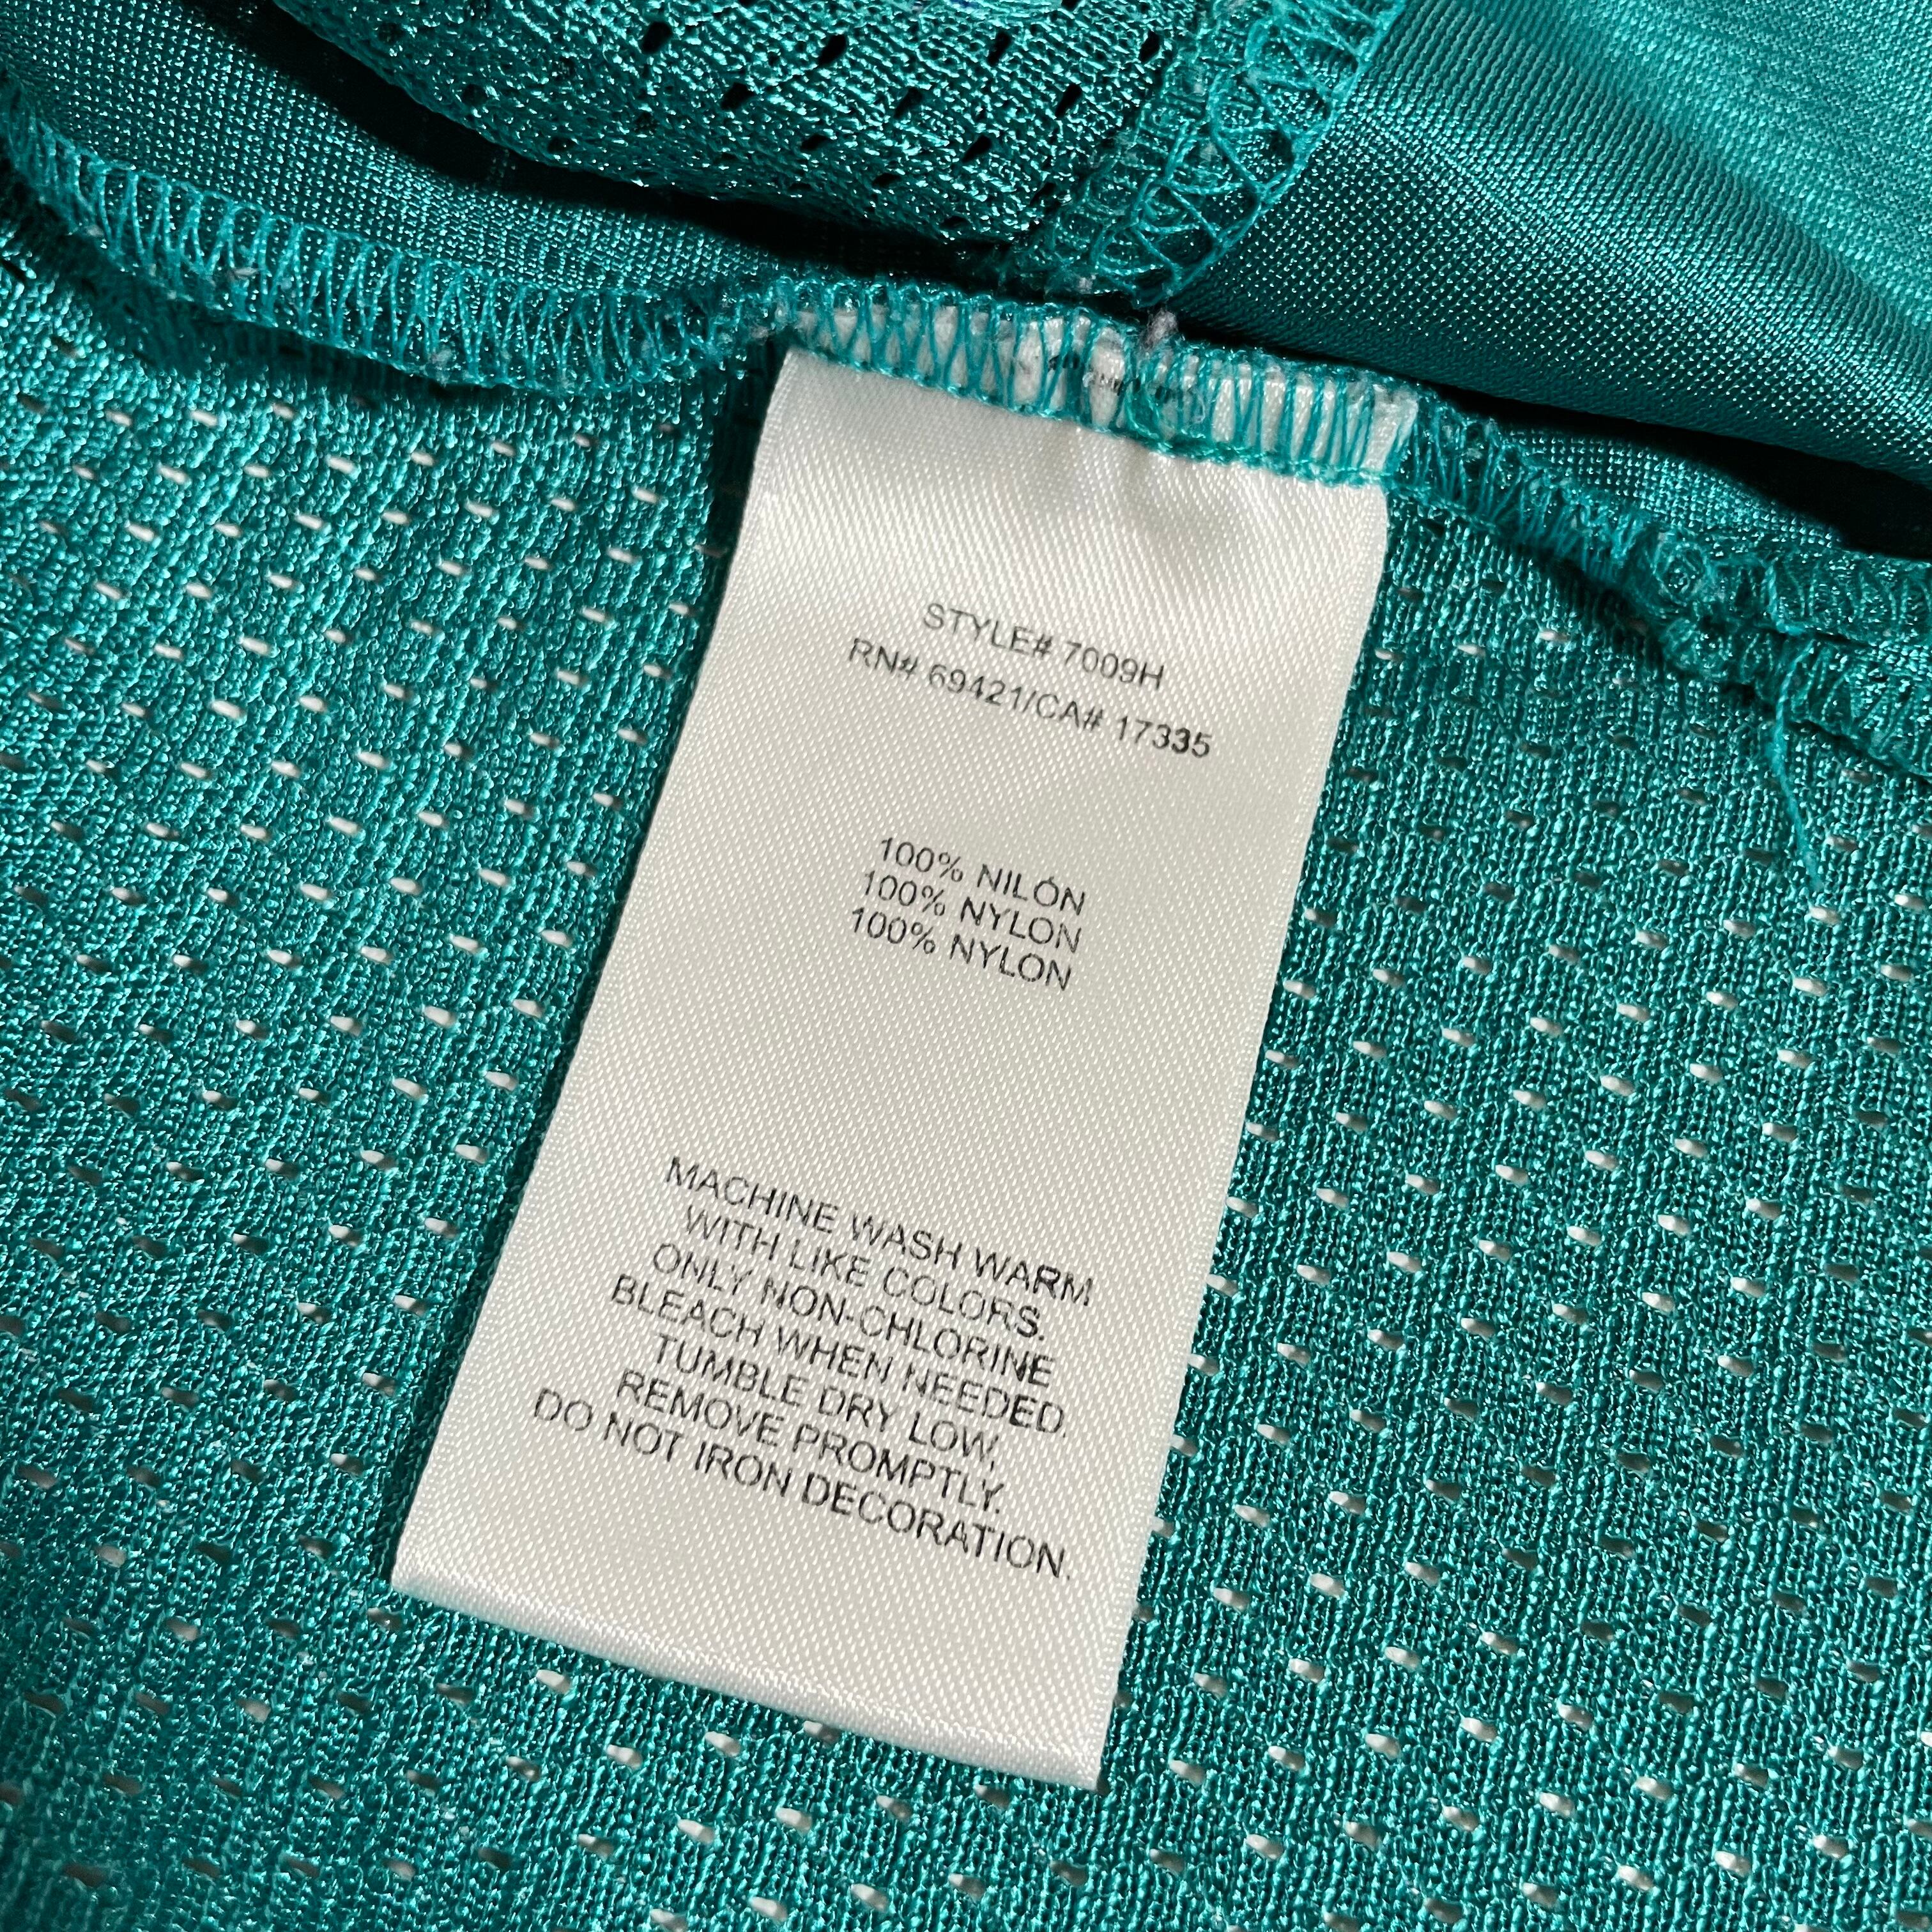 STYLE# 7009H
RN# 69421/CA# 17335
100% NILÓN
100% NYLON
100% NYLON
MACHINE WASH WARM
WITH LIKE COLORS.
ONLY NON-CHLORINE
BLEACH WHEN NEEDED.
TUMBLE DRY LOW,
REMOVE PROMPTLY.
DO NOT IRON DECORATION.